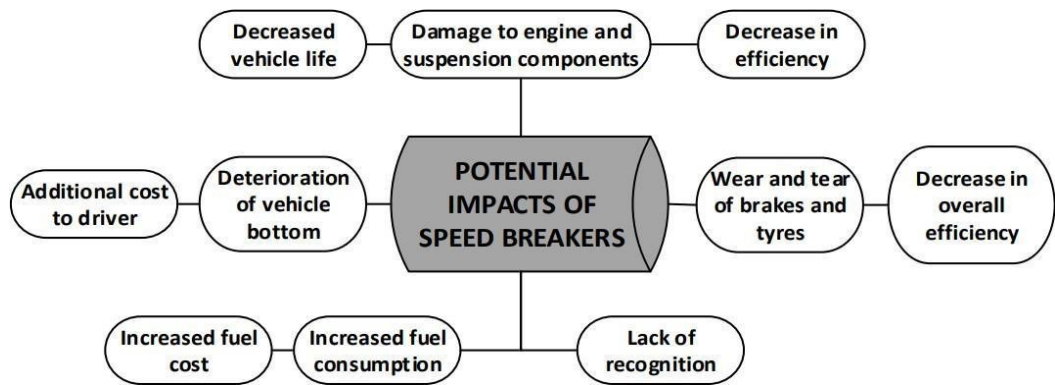 Decreased
vehicle life
Damage to engine and
suspension components
Decrease in
efficiency
Additional cost
to driver
Deterioration
of vehicle
bottom
POTENTIAL
IMPACTS OF
SPEED BREAKERS
Wear and tear
of brakes and
tyres
Decrease in
overall
efficiency
Increased fuel
cost
Increased fuel
consumption
Lack of
recognition